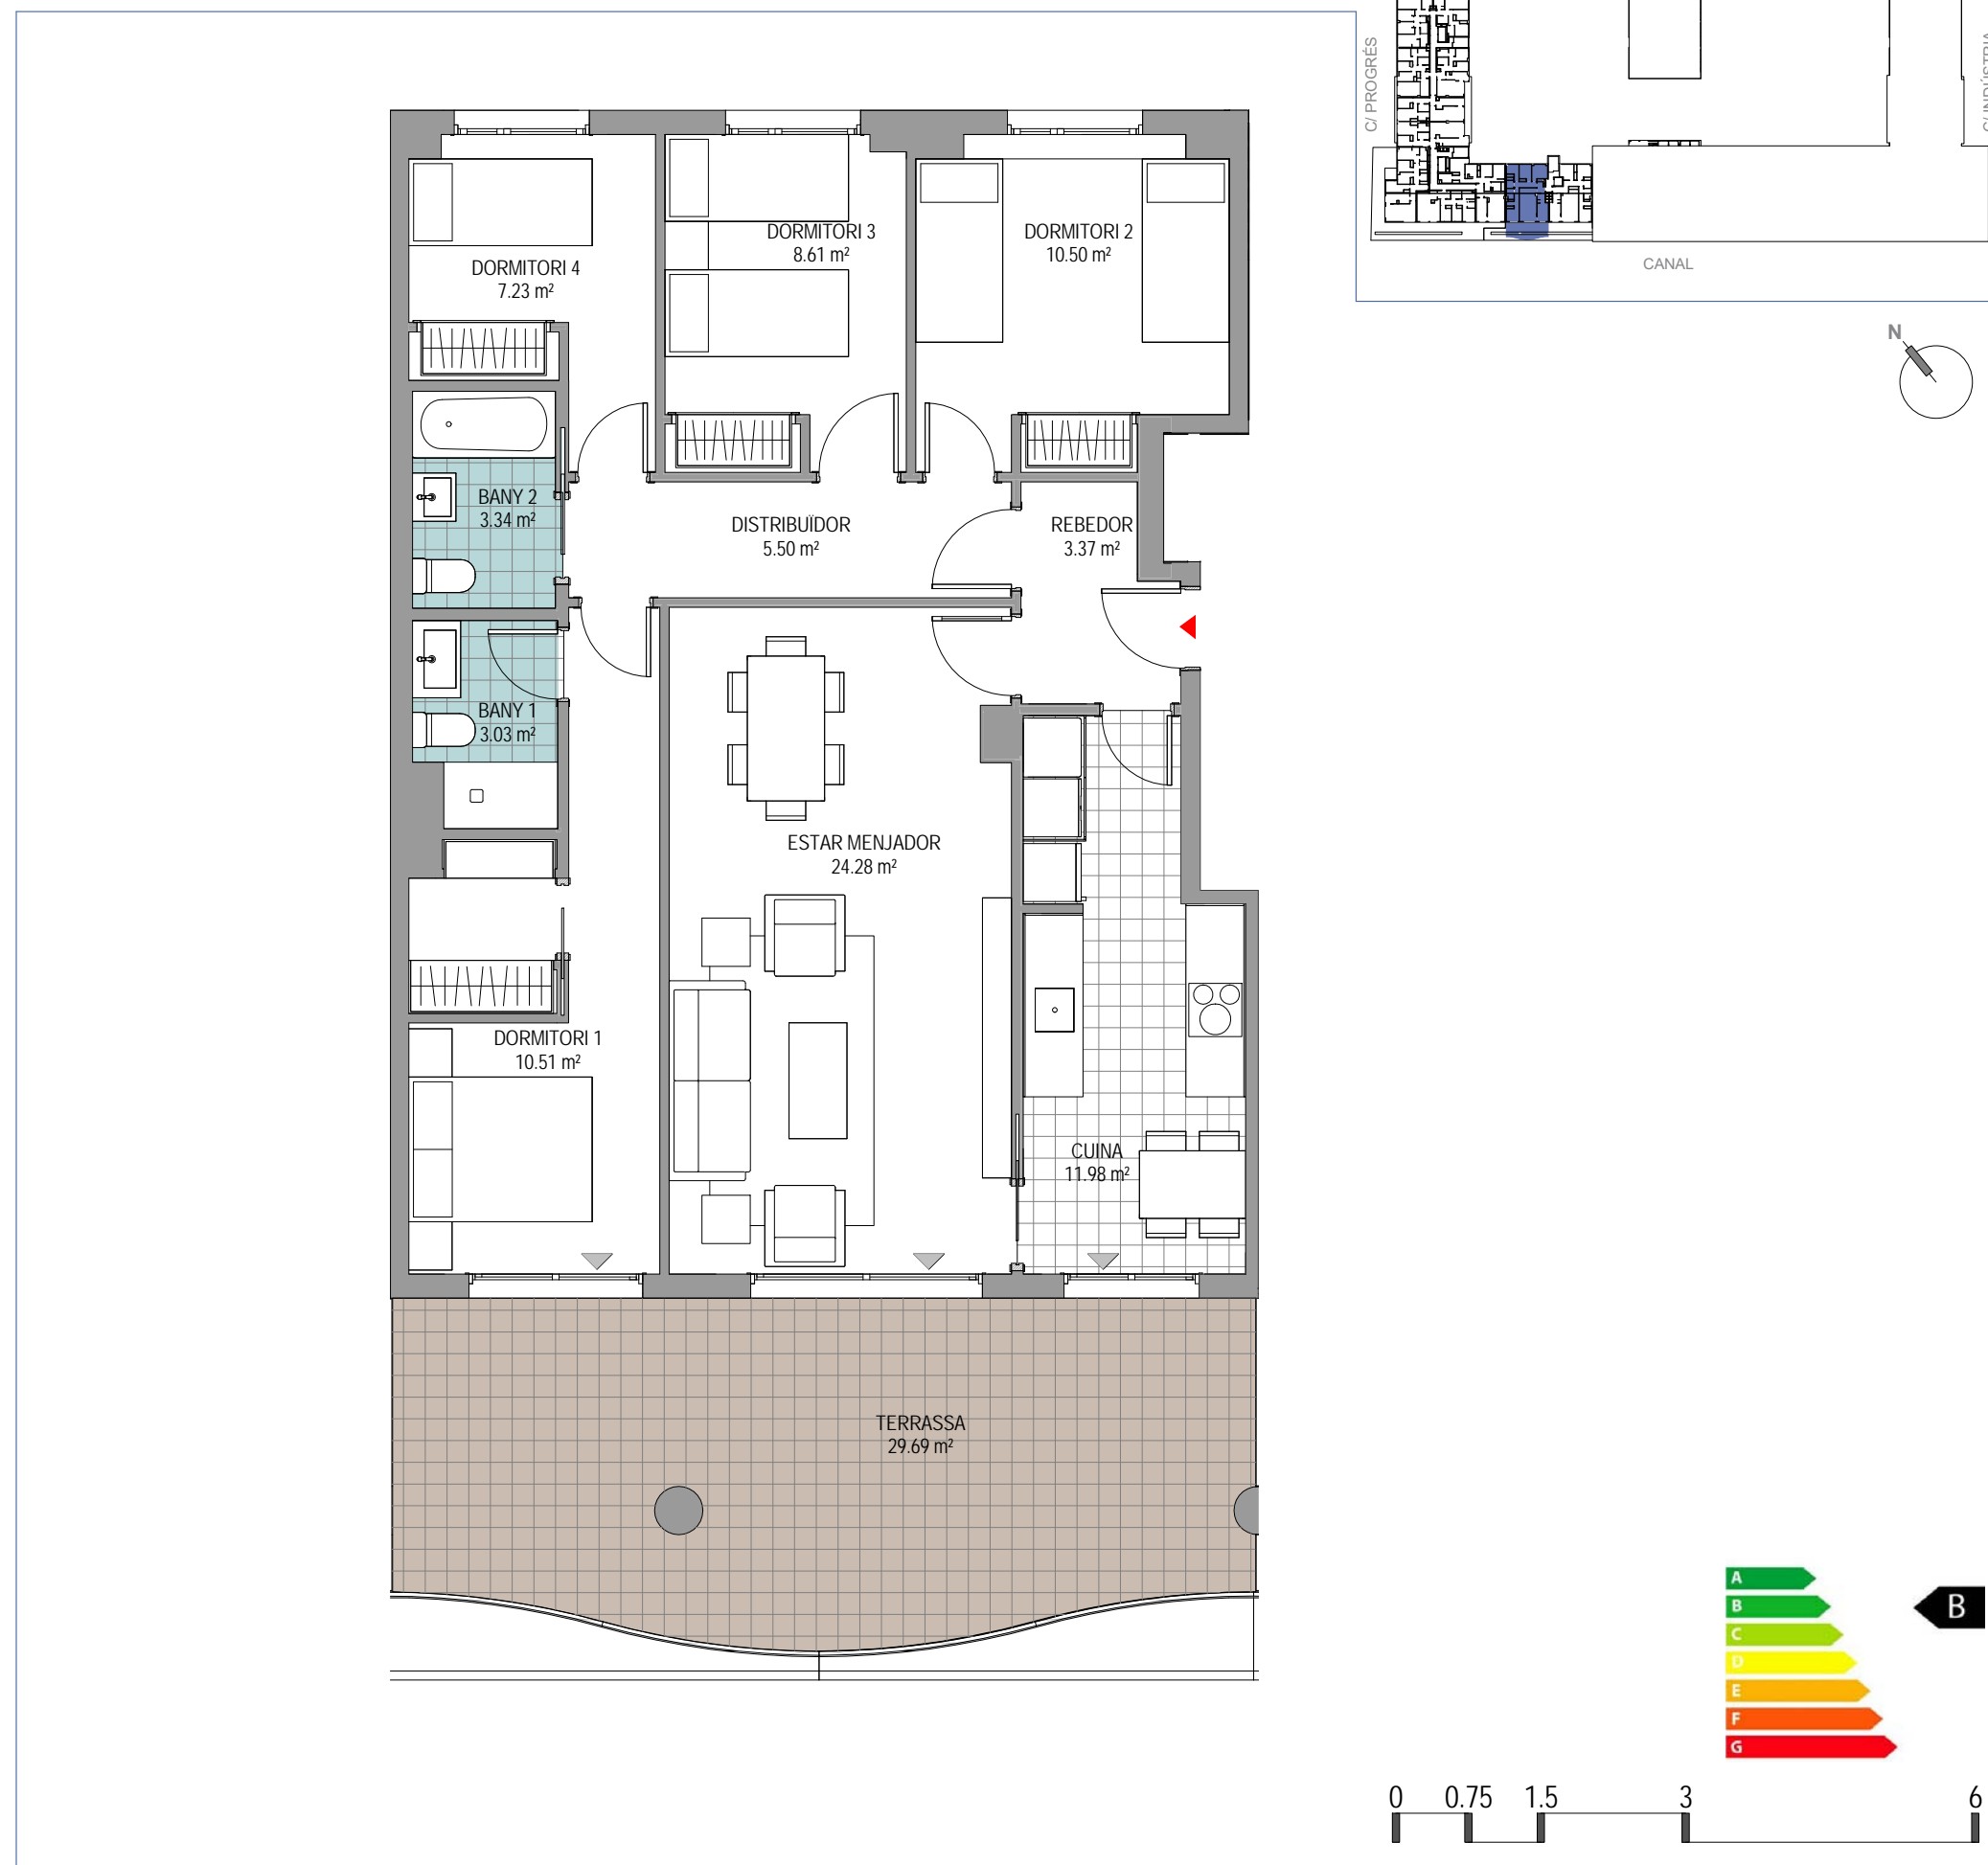 C/ PROGRÉS
C/ INDÚSTRIA
CANAL
N
DORMITORI 4
7.23 m²
DORMITORI 3
8.61 m²
DORMITORI 2
10.50 m²
BANY 2
3.34 m²
DISTRIBUÏDOR
5.50 m²
REBEDOR
3.37 m²
BANY 1
3.03 m²
ESTAR MENJADOR
24.28 m²
DORMITORI 1
10.51 m²
CUINA
11.98 m²
TERRASSA
29.69 m²
A
B
C
D
E
F
G
B
0 0.75 1.5 3 6